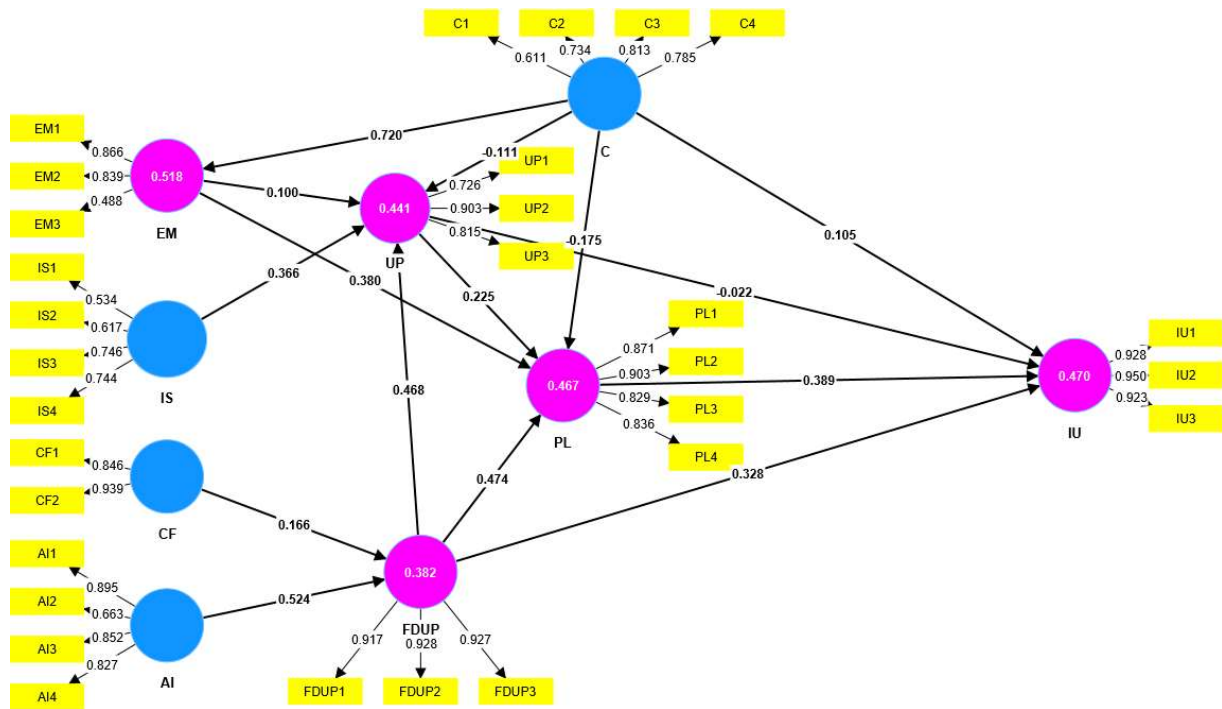 C1
C2
C3
C4
0.611
0.734
0.813
0.785
C
EM1
EM2
EM3
0.866
0.839
0.488
0.518
EM
0.720
-0.111
0.100
0.441
UP
UP1
UP2
UP3
0.726
0.903
0.815
-0.175
0.105
IS1
IS2
IS3
IS4
0.534
0.617
0.746
0.744
IS
0.366
0.380
0.225
-0.022
PL1
PL2
PL3
PL4
0.871
0.903
0.829
0.836
0.467
PL
0.389
0.470
IU
IU1
IU2
IU3
0.928
0.950
0.923
CF1
CF2
0.846
0.939
CF
0.468
0.474
0.328
0.166
AI1
AI2
AI3
AI4
0.895
0.663
0.852
0.827
AI
0.524
0.382
FDUP
0.917
0.928
0.927
FDUP1
FDUP2
FDUP3